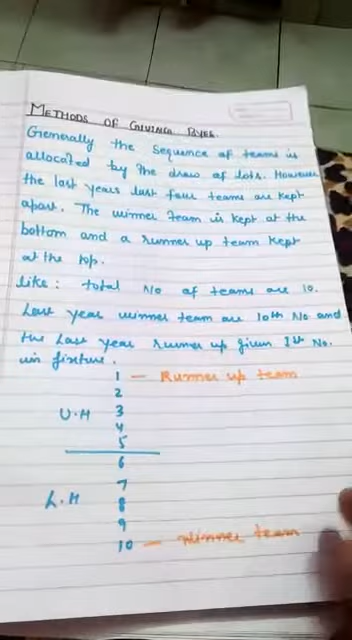 METHODS OF GIVING BYES.
Generally the sequence of teams is
allocated by the draw of lots. However
the last years last four teams are kept
apart. The winner team is kept at the
bottom and a runner up team kept
at the top.
Like: total No of teams are 10.
Last year winner team are 10th No and
the Last year runner up given 1st No.
in fixture.
1 — Runner up team
2
U.H 3
4
5
6
7
L.H 8
9
10 — Winner team